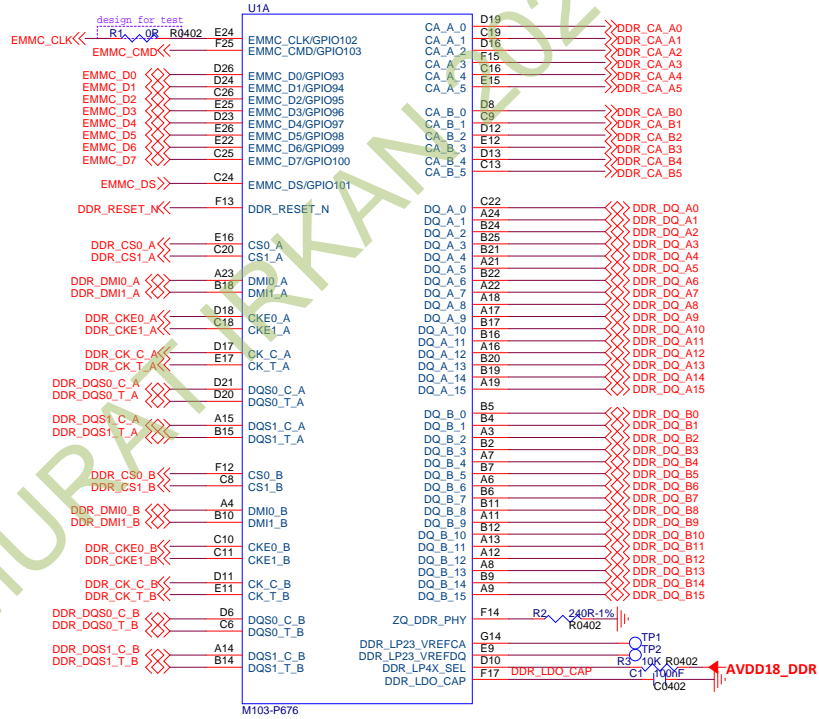 U1A
design for test
R1 0R R0402
EMMC_CLK E24 EMMC_CLK/GPIO102
EMMC_CMD F25 EMMC_CMD/GPIO103
EMMC_D0 D26 EMMC_D0/GPIO93
EMMC_D1 D24 EMMC_D1/GPIO94
EMMC_D2 C26 EMMC_D2/GPIO95
EMMC_D3 E25 EMMC_D3/GPIO96
EMMC_D4 D23 EMMC_D4/GPIO97
EMMC_D5 E26 EMMC_D5/GPIO98
EMMC_D6 E22 EMMC_D6/GPIO99
EMMC_D7 C25 EMMC_D7/GPIO100
EMMC_DS C24 EMMC_DS/GPIO101
DDR_RESET_N F13 DDR_RESET_N
DDR_CS0_A E16 CS0_A
DDR_CS1_A C20 CS1_A
DDR_DMI0_A A23 DMI0_A
DDR_DMI1_A B18 DMI1_A
DDR_CKE0_A D18 CKE0_A
DDR_CKE1_A C18 CKE1_A
DDR_CK_C_A D17 CK_C_A
DDR_CK_T_A E17 CK_T_A
DDR_DQS0_C_A D21 DQS0_C_A
DDR_DQS0_T_A D20 DQS0_T_A
DDR_DQS1_C_A A15 DQS1_C_A
DDR_DQS1_T_A B15 DQS1_T_A
DDR_CS0_B F12 CS0_B
DDR_CS1_B C8 CS1_B
DDR_DMI0_B A4 DMI0_B
DDR_DMI1_B B10 DMI1_B
DDR_CKE0_B C10 CKE0_B
DDR_CKE1_B C11 CKE1_B
DDR_CK_C_B D11 CK_C_B
DDR_CK_T_B E11 CK_T_B
DDR_DQS0_C_B D6 DQS0_C_B
DDR_DQS0_T_B C6 DQS0_T_B
DDR_DQS1_C_B A14 DQS1_C_B
DDR_DQS1_T_B B14 DQS1_T_B
CA_A_0 D19 DDR_CA_A0
CA_A_1 C19 DDR_CA_A1
CA_A_2 D16 DDR_CA_A2
CA_A_3 F15 DDR_CA_A3
CA_A_4 C16 DDR_CA_A4
CA_A_5 E15 DDR_CA_A5
CA_B_0 D8 DDR_CA_B0
CA_B_1 C9 DDR_CA_B1
CA_B_2 D12 DDR_CA_B2
CA_B_3 E12 DDR_CA_B3
CA_B_4 D13 DDR_CA_B4
CA_B_5 C13 DDR_CA_B5
DQ_A_0 C22 DDR_DQ_A0
DQ_A_1 A24 DDR_DQ_A1
DQ_A_2 B24 DDR_DQ_A2
DQ_A_3 B25 DDR_DQ_A3
DQ_A_4 B21 DDR_DQ_A4
DQ_A_5 A21 DDR_DQ_A5
DQ_A_6 B22 DDR_DQ_A6
DQ_A_7 A22 DDR_DQ_A7
DQ_A_8 A18 DDR_DQ_A8
DQ_A_9 A17 DDR_DQ_A9
DQ_A_10 B17 DDR_DQ_A10
DQ_A_11 B16 DDR_DQ_A11
DQ_A_12 A16 DDR_DQ_A12
DQ_A_13 B20 DDR_DQ_A13
DQ_A_14 B19 DDR_DQ_A14
DQ_A_15 A19 DDR_DQ_A15
DQ_B_0 B5 DDR_DQ_B0
DQ_B_1 B4 DDR_DQ_B1
DQ_B_2 A3 DDR_DQ_B2
DQ_B_3 B2 DDR_DQ_B3
DQ_B_4 A7 DDR_DQ_B4
DQ_B_5 B7 DDR_DQ_B5
DQ_B_6 A6 DDR_DQ_B6
DQ_B_7 B6 DDR_DQ_B7
DQ_B_8 B11 DDR_DQ_B8
DQ_B_9 A11 DDR_DQ_B9
DQ_B_10 B12 DDR_DQ_B10
DQ_B_11 A13 DDR_DQ_B11
DQ_B_12 A12 DDR_DQ_B12
DQ_B_13 A8 DDR_DQ_B13
DQ_B_14 B9 DDR_DQ_B14
DQ_B_15 A9 DDR_DQ_B15
ZQ_DDR_PHY F14 R2 240R-1% R0402
DDR_LP23_VREFCA G14 TP1
DDR_LP23_VREFDQ E9 TP2
DDR_LP4X_SEL D10 R3 10K R0402 AVDD18_DDR
DDR_LDO_CAP F17 DDR_LDO_CAP C1 100nF C0402
M103-P676
MURAT IRKAN 202